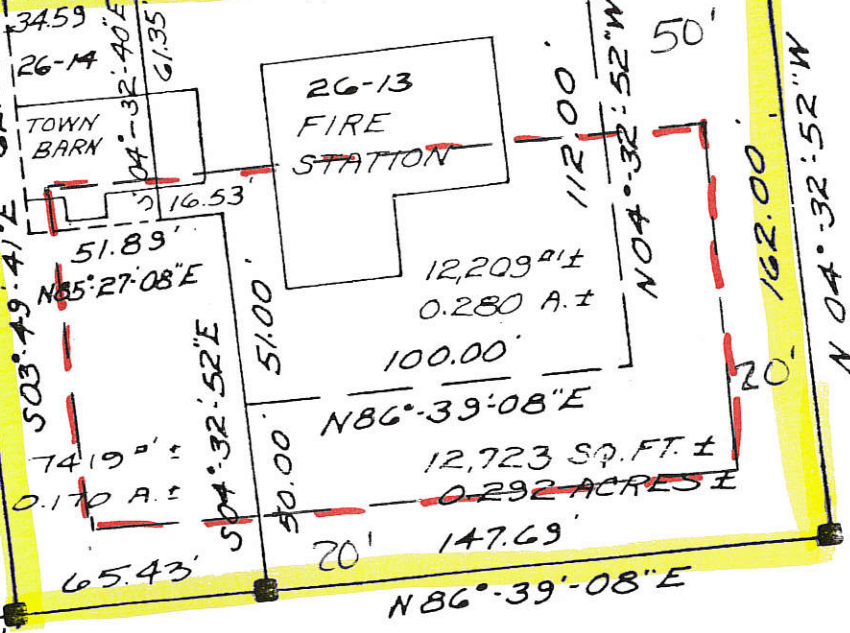 34.59
26-14
TOWN
BARN
S 04°-32'-40"E
61.35'
16.53'
51.89'
N85°27'08"E
26-13
FIRE
STATION
112.00'
N04°-32'-52"W
50'
162.00'
N 04°-32'-52"W
S03°-49'-41"E
12,209 □'±
0.280 A.±
51.00'
100.00'
N86°-39'-08"E
20'
S04°-32'-52"E
50.00'
7419 □'±
0.170 A.±
12,723 SQ.FT.±
0.292 ACRES±
65.43'
20'
147.69'
N86°-39'-08"E